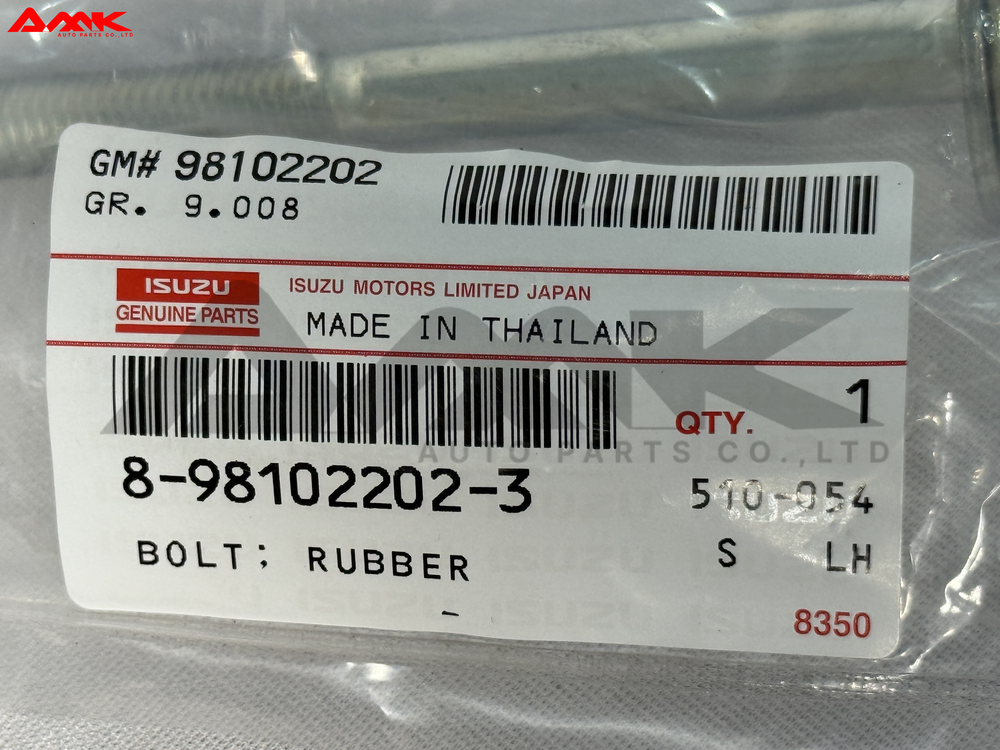 AMK
AUTO PARTS CO.,LTD
GM# 98102202
GR. 9.008
ISUZU
GENUINE PARTS
ISUZU MOTORS LIMITED JAPAN
MADE IN THAILAND
AMK
AUTO PARTS CO.,LTD
QTY. 1
8-98102202-3
510-054
BOLT; RUBBER
S LH
-
8350